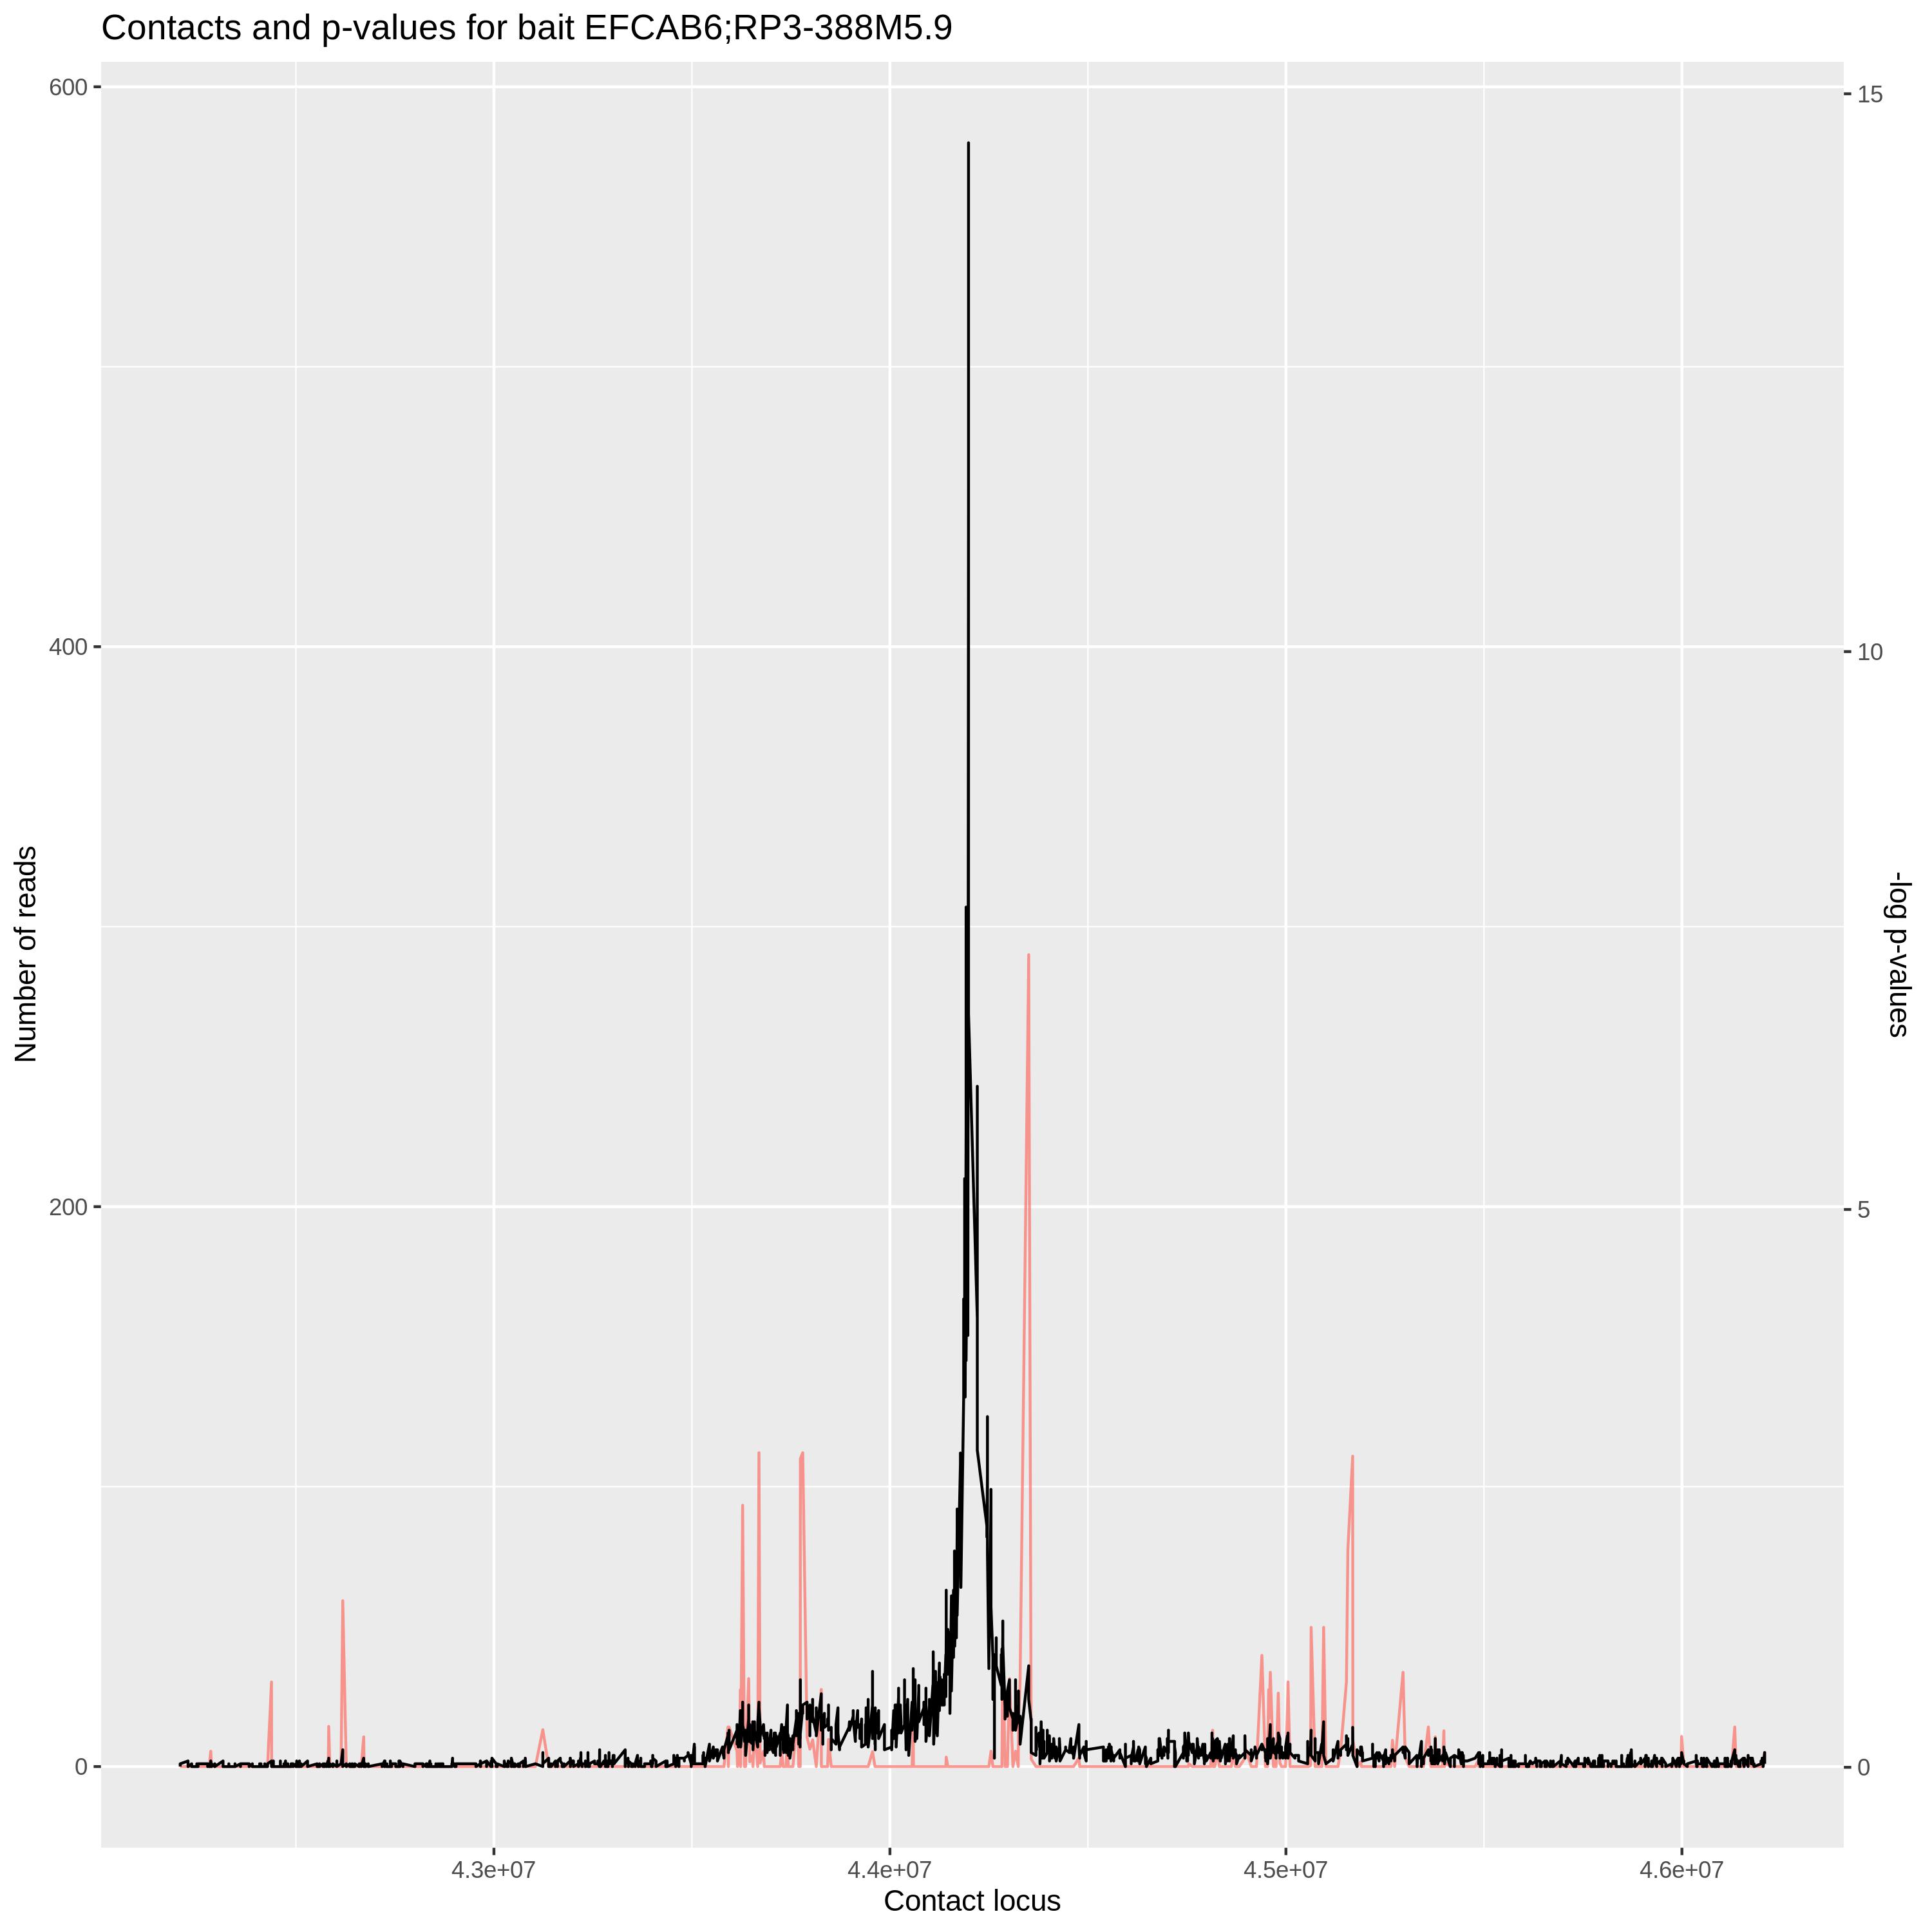 Contacts and p-values for bait EFCAB6;RP3-388M5.9
600
400
200
0
Number of reads
15
10
5
0
-log p-values
4.3e+07
4.4e+07
4.5e+07
4.6e+07
Contact locus